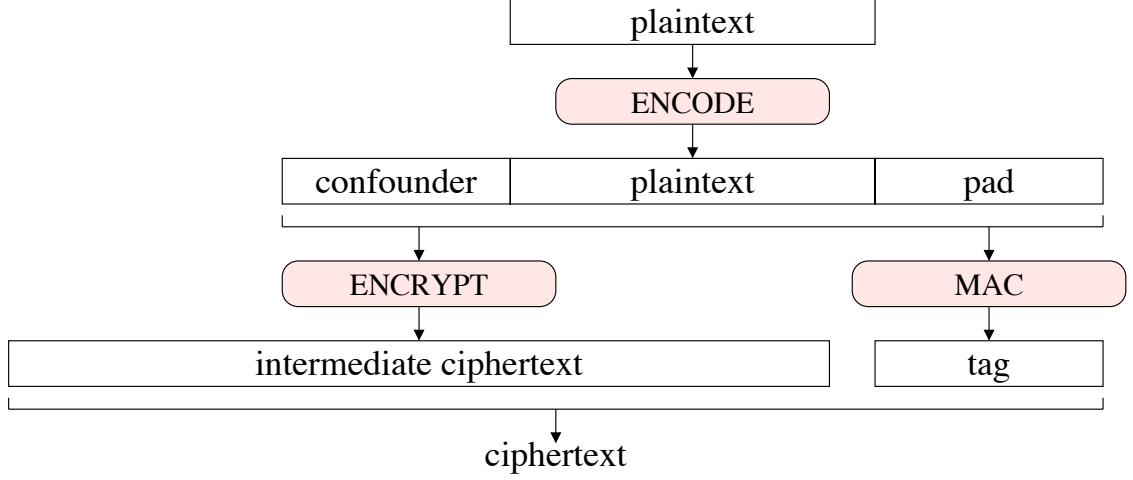 plaintext
ENCODE
confounder plaintext pad
ENCRYPT MAC
intermediate ciphertext tag
ciphertext